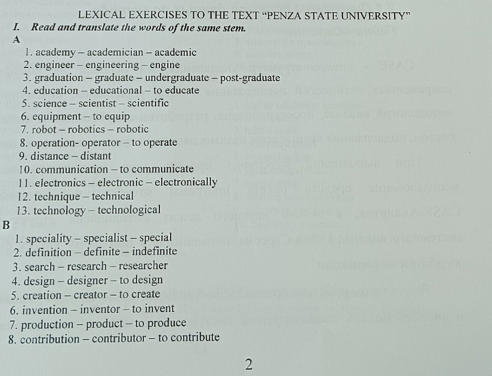 LEXICAL EXERCISES TO THE TEXT “PENZA STATE UNIVERSITY”
I. Read and translate the words of the same stem.
A
1. academy – academician – academic
2. engineer – engineering – engine
3. graduation – graduate – undergraduate – post-graduate
4. education – educational – to educate
5. science – scientist – scientific
6. equipment – to equip
7. robot – robotics – robotic
8. operation- operator – to operate
9. distance – distant
10. communication – to communicate
11. electronics – electronic – electronically
12. technique – technical
13. technology – technological
B
1. speciality – specialist – special
2. definition – definite – indefinite
3. search – research – researcher
4. design – designer – to design
5. creation – creator – to create
6. invention – inventor – to invent
7. production – product – to produce
8. contribution – contributor – to contribute
2